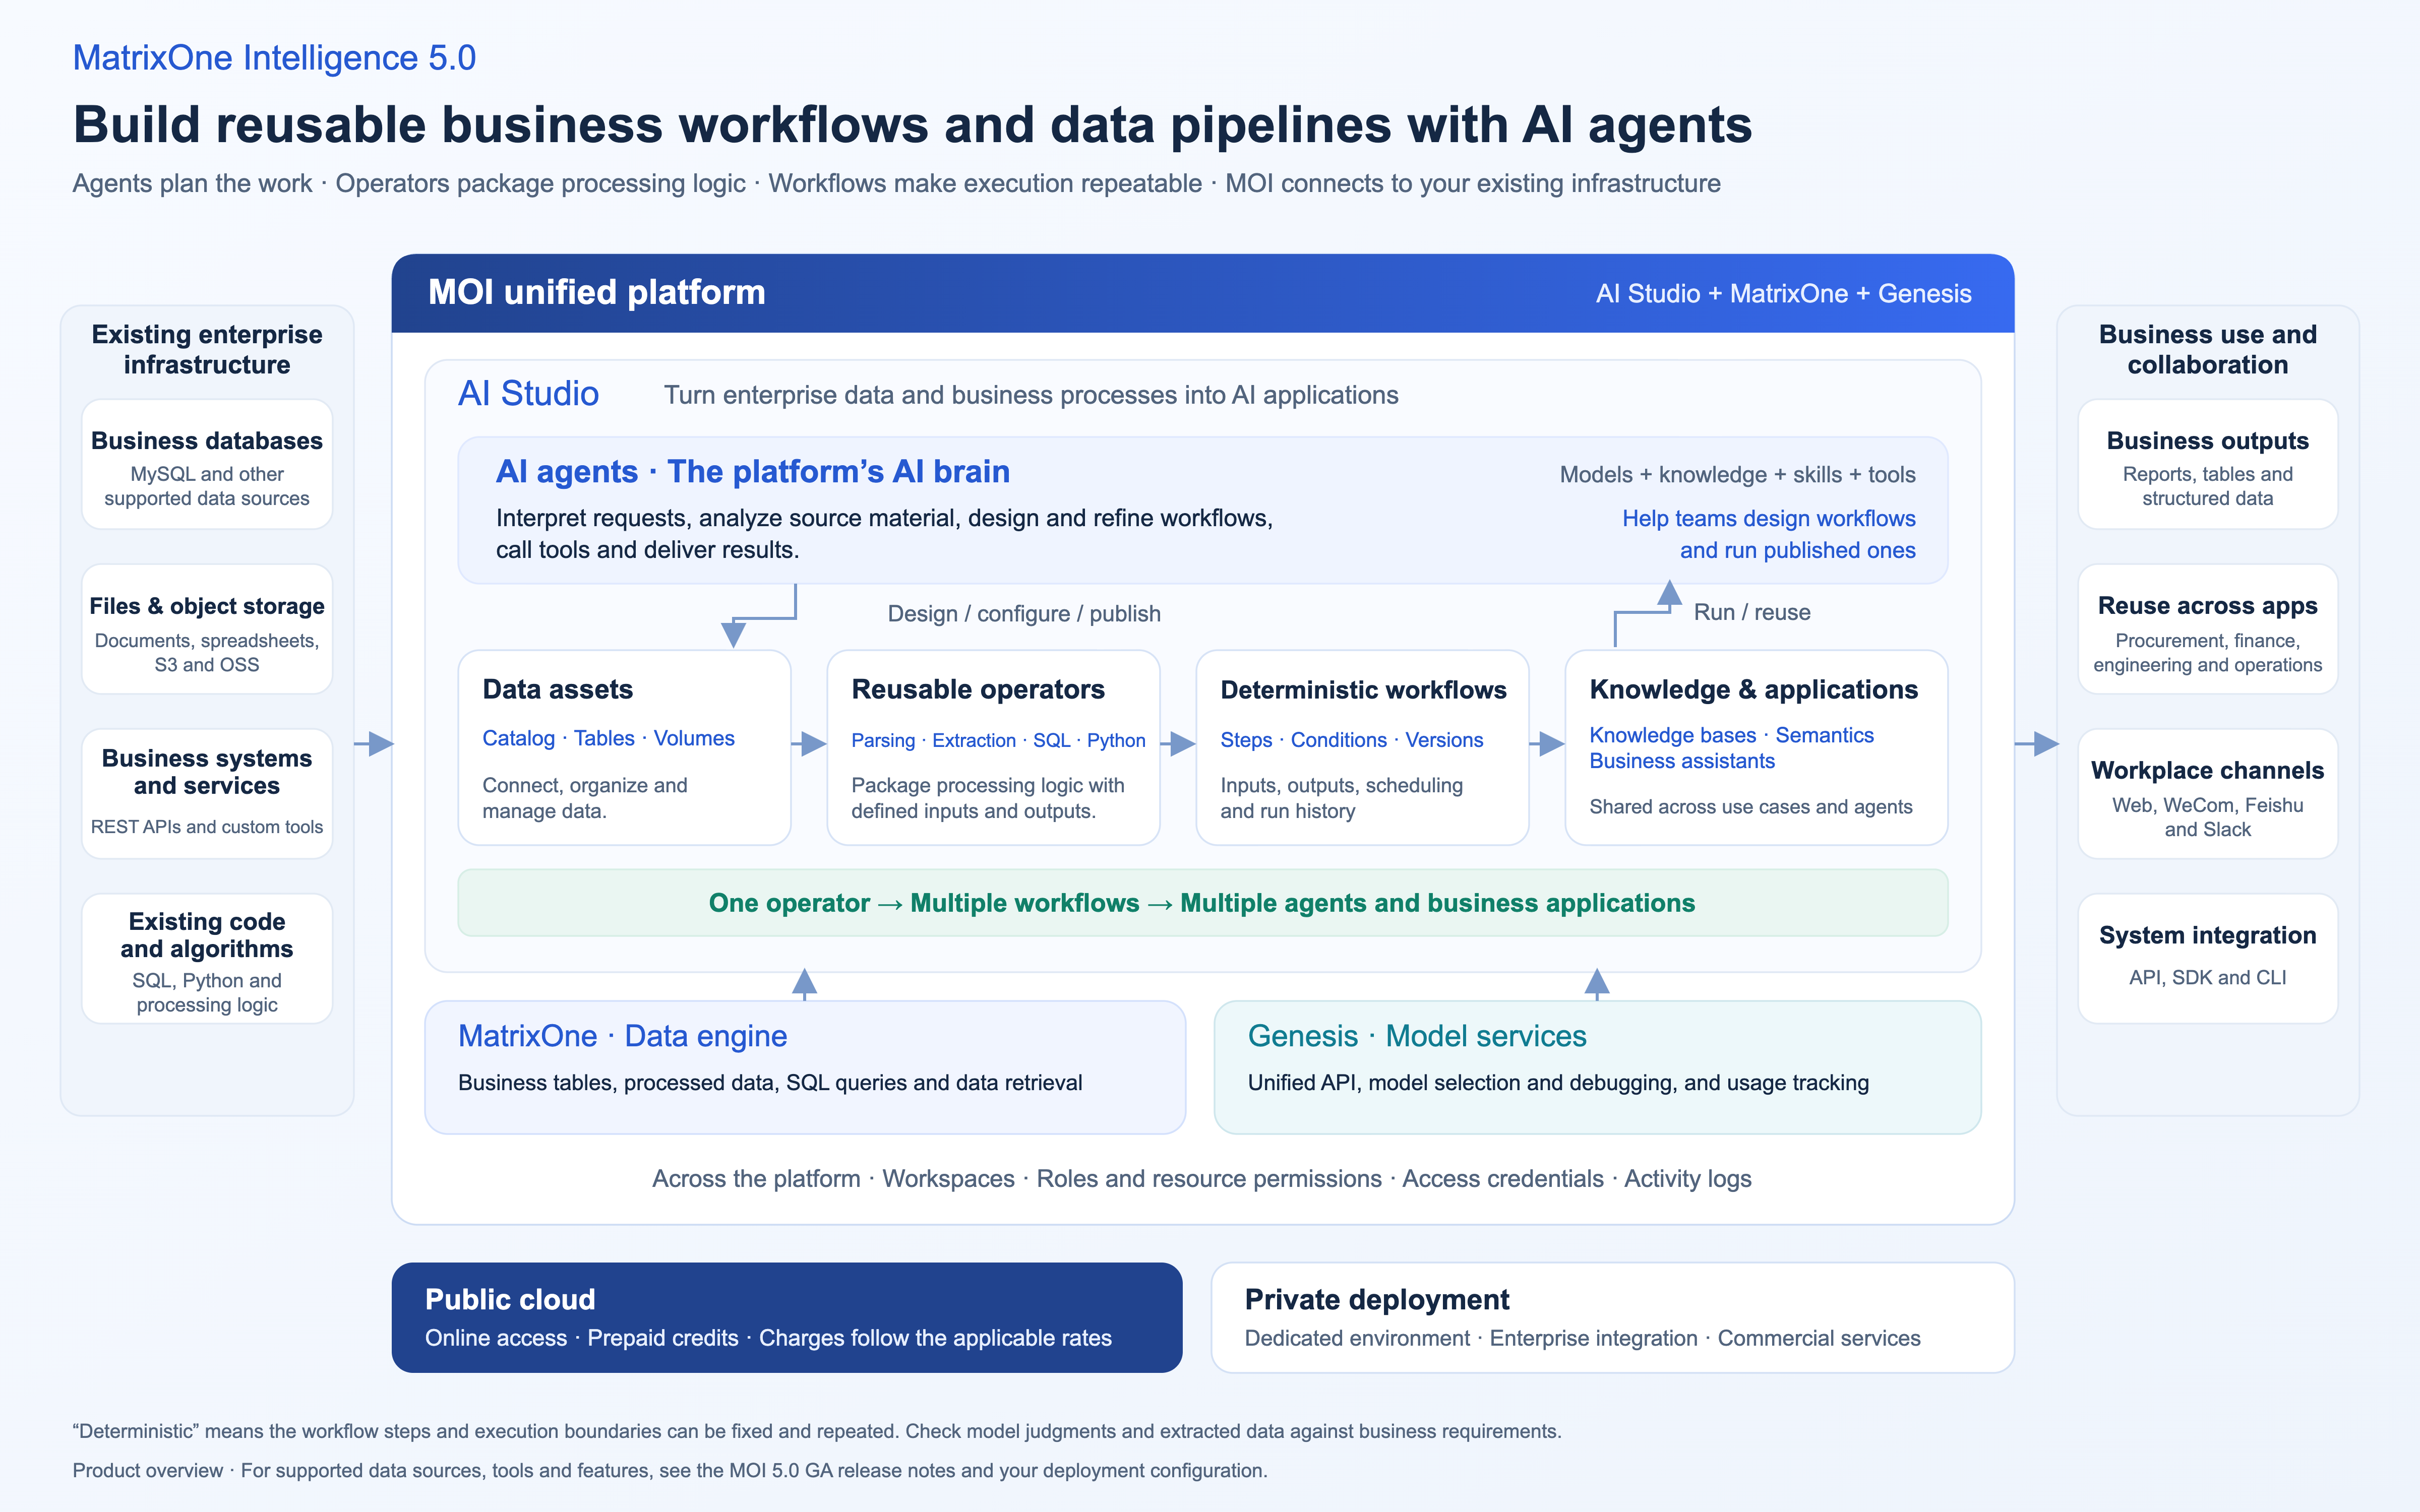 MatrixOne Intelligence 5.0
Build reusable business workflows and data pipelines with AI agents
Agents plan the work · Operators package processing logic · Workflows make execution repeatable · MOI connects to your existing infrastructure
Existing enterprise
infrastructure
Business databases
MySQL and other
supported data sources
Files & object storage
Documents, spreadsheets,
S3 and OSS
Business systems
and services
REST APIs and custom tools
Existing code
and algorithms
SQL, Python and
processing logic
MOI unified platform
AI Studio + MatrixOne + Genesis
AI Studio
Turn enterprise data and business processes into AI applications
AI agents · The platform’s AI brain
Models + knowledge + skills + tools
Interpret requests, analyze source material, design and refine workflows,
call tools and deliver results.
Help teams design workflows
and run published ones
Design / configure / publish
Run / reuse
Data assets
Catalog · Tables · Volumes
Connect, organize and
manage data.
Reusable operators
Parsing · Extraction · SQL · Python
Package processing logic with
defined inputs and outputs.
Deterministic workflows
Steps · Conditions · Versions
Inputs, outputs, scheduling
and run history
Knowledge & applications
Knowledge bases · Semantics
Business assistants
Shared across use cases and agents
One operator → Multiple workflows → Multiple agents and business applications
MatrixOne · Data engine
Business tables, processed data, SQL queries and data retrieval
Genesis · Model services
Unified API, model selection and debugging, and usage tracking
Across the platform · Workspaces · Roles and resource permissions · Access credentials · Activity logs
Business use and
collaboration
Business outputs
Reports, tables and
structured data
Reuse across apps
Procurement, finance,
engineering and operations
Workplace channels
Web, WeCom, Feishu
and Slack
System integration
API, SDK and CLI
Public cloud
Online access · Prepaid credits · Charges follow the applicable rates
Private deployment
Dedicated environment · Enterprise integration · Commercial services
“Deterministic” means the workflow steps and execution boundaries can be fixed and repeated. Check model judgments and extracted data against business requirements.
Product overview · For supported data sources, tools and features, see the MOI 5.0 GA release notes and your deployment configuration.